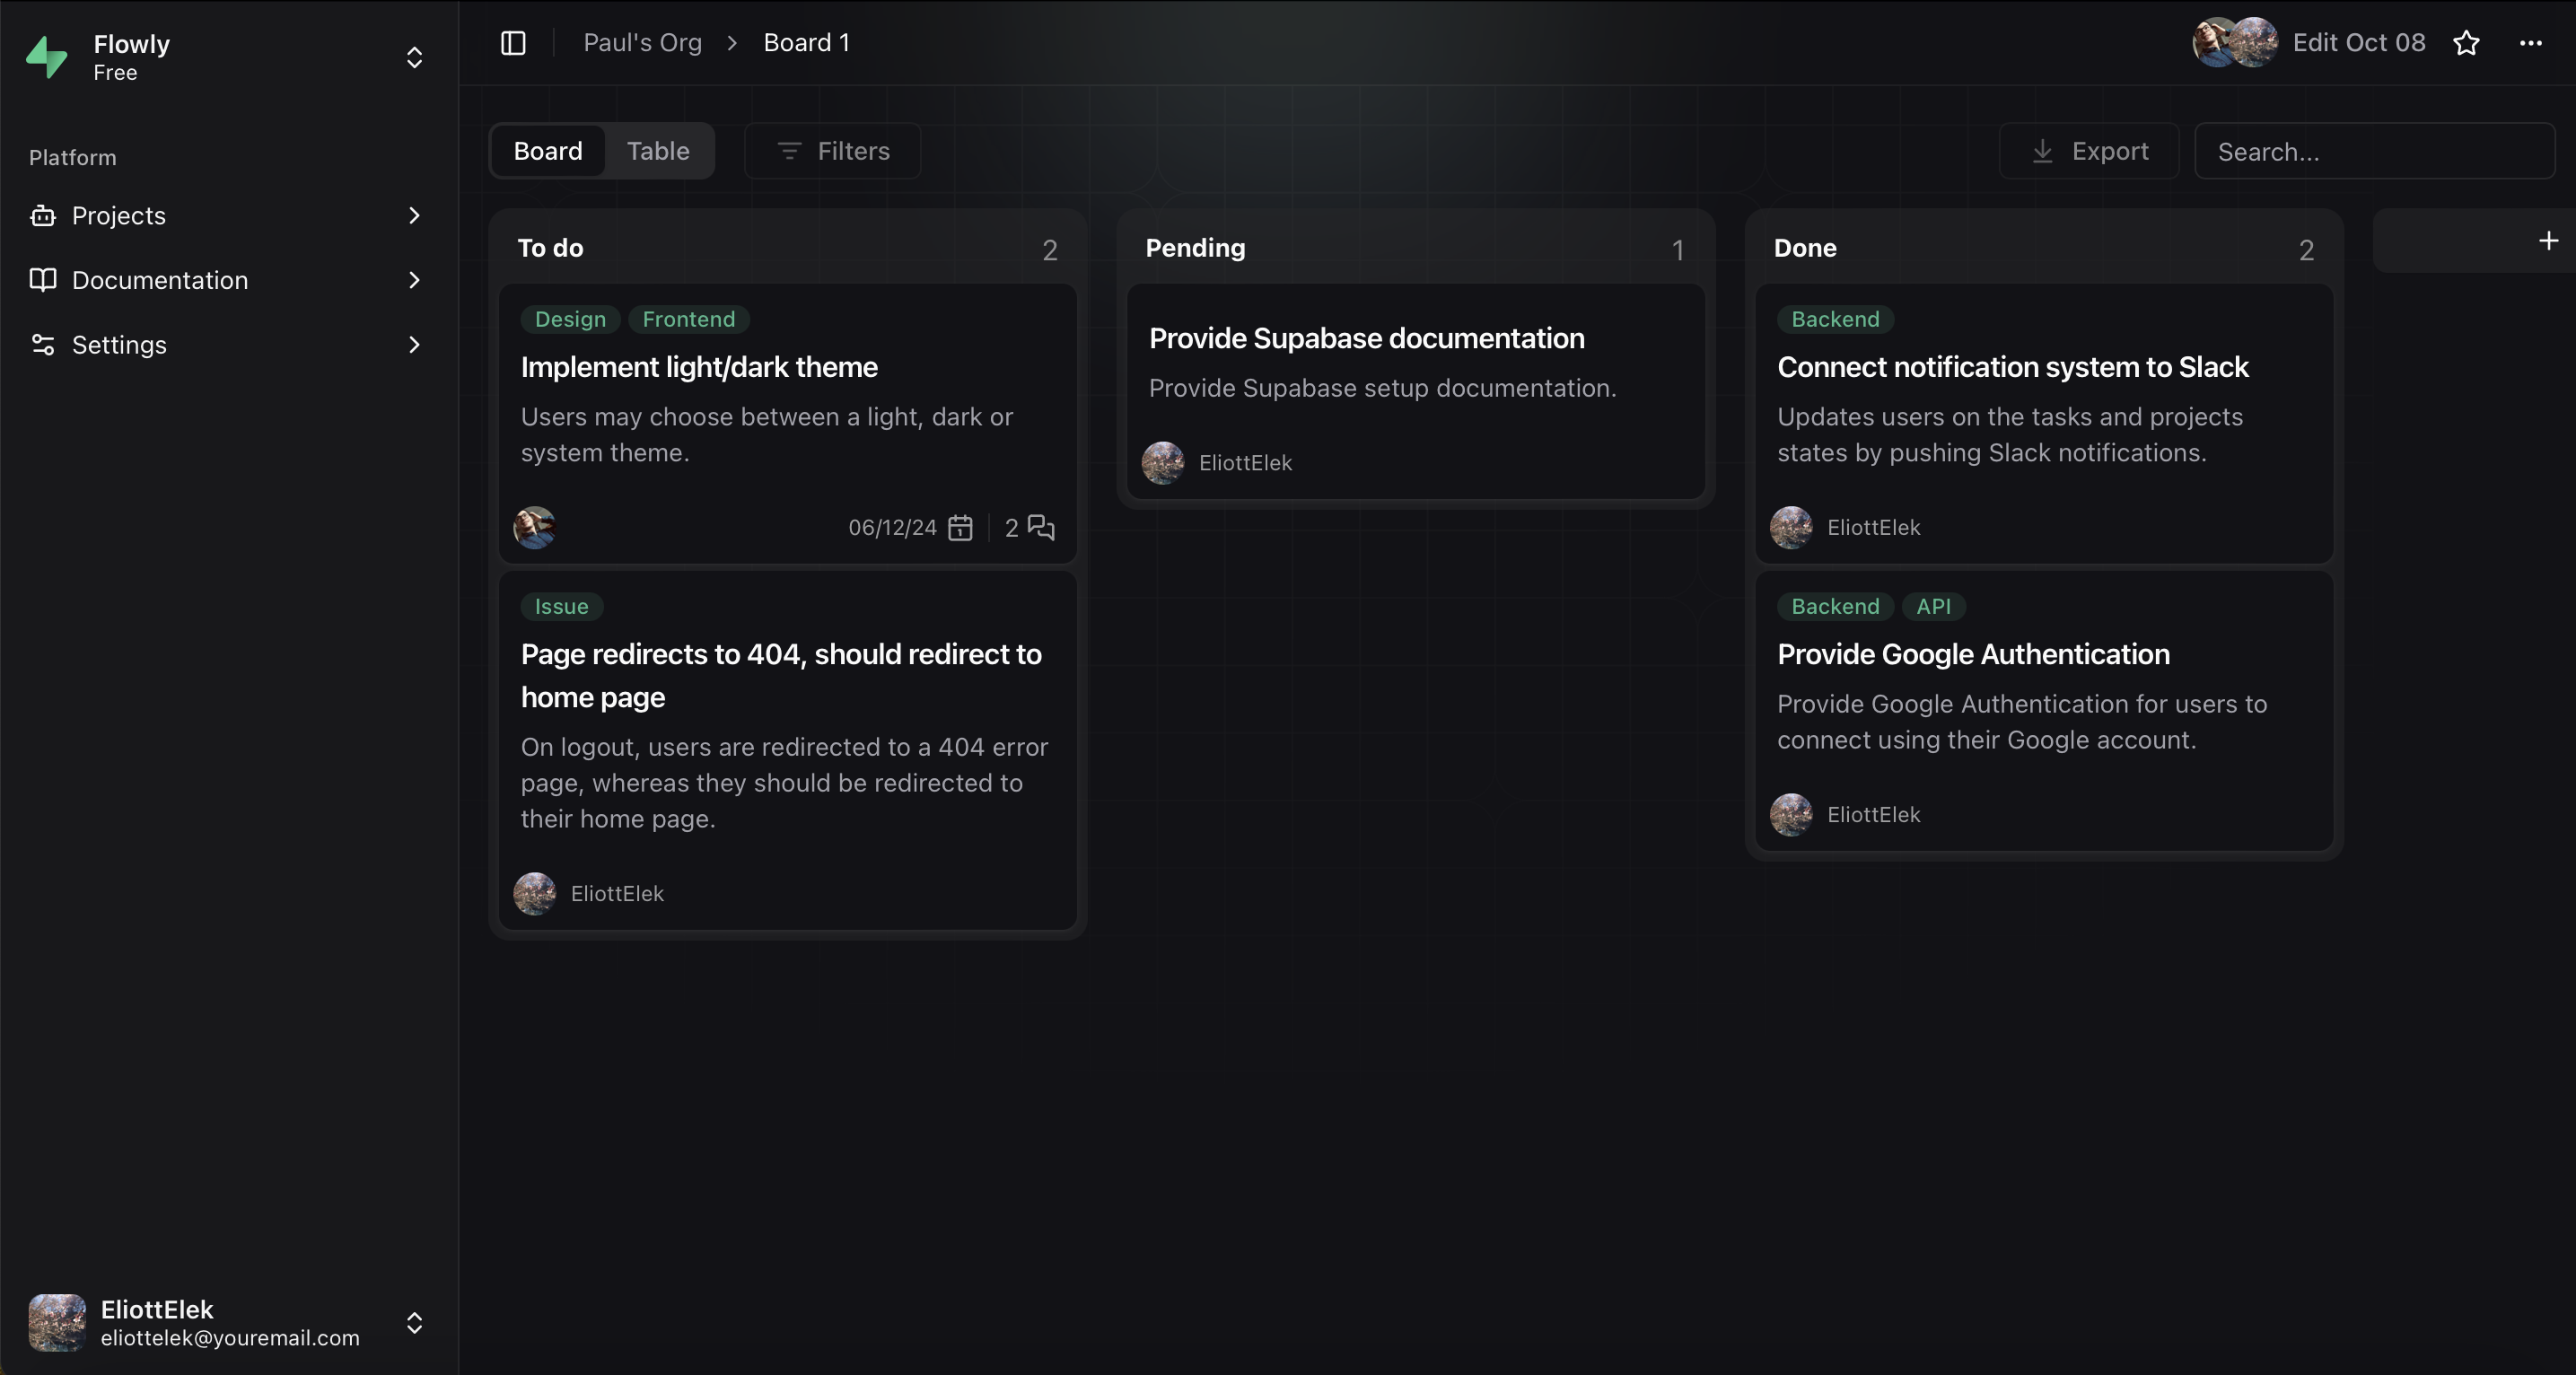 Flowly
Free
Platform
Projects
Documentation
Settings
EliottElek
eliottelek@youremail.com
Paul's Org > Board 1
Edit Oct 08
Board
Table
Filters
Export
Search...
To do
2
Design
Frontend
Implement light/dark theme
Users may choose between a light, dark or
system theme.
06/12/24
2
Issue
Page redirects to 404, should redirect to
home page
On logout, users are redirected to a 404 error
page, whereas they should be redirected to
their home page.
EliottElek
Pending
1
Provide Supabase documentation
Provide Supabase setup documentation.
EliottElek
Done
2
Backend
Connect notification system to Slack
Updates users on the tasks and projects
states by pushing Slack notifications.
EliottElek
Backend
API
Provide Google Authentication
Provide Google Authentication for users to
connect using their Google account.
EliottElek